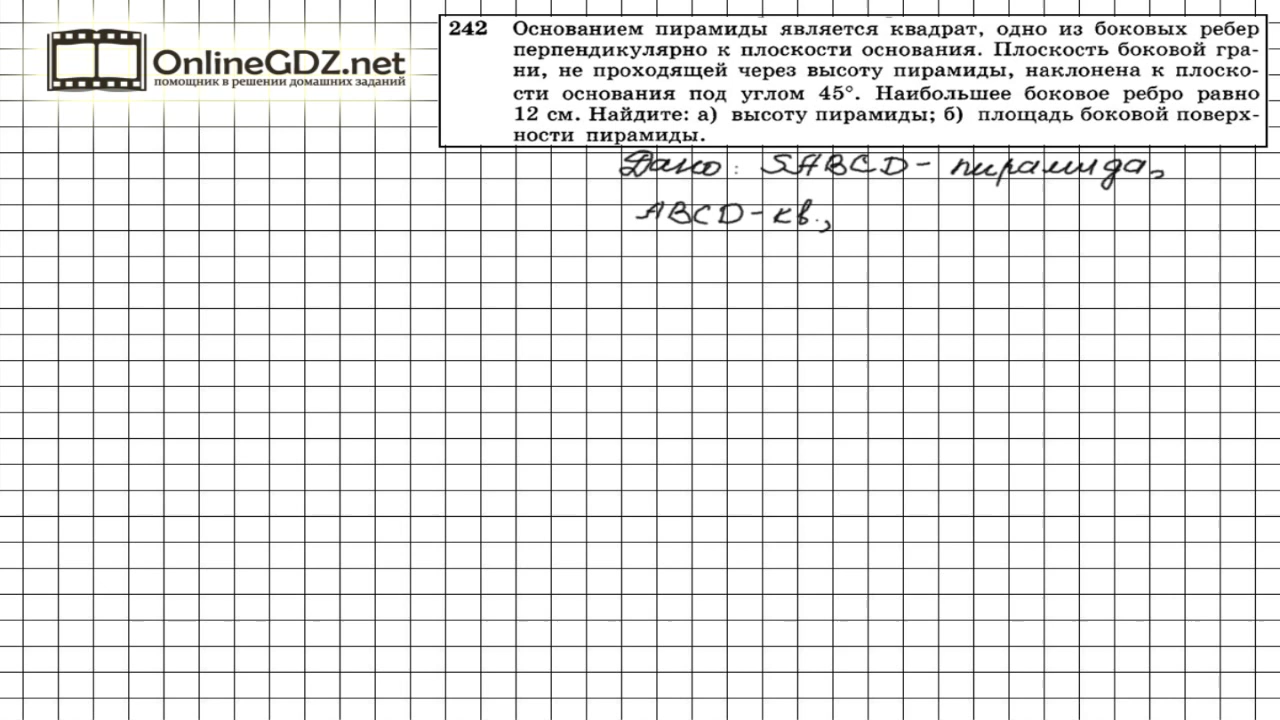 OnlineGDZ.net
помощник в решении домашних заданий
242 Основанием пирамиды является квадрат, одно из боковых ребер
перпендикулярно к плоскости основания. Плоскость боковой гра-
ни, не проходящей через высоту пирамиды, наклонена к плоско-
сти основания под углом 45°. Наибольшее боковое ребро равно
12 см. Найдите: а) высоту пирамиды; б) площадь боковой поверх-
ности пирамиды.
Дано: SABCD - пирамида,
ABCD - кв.,